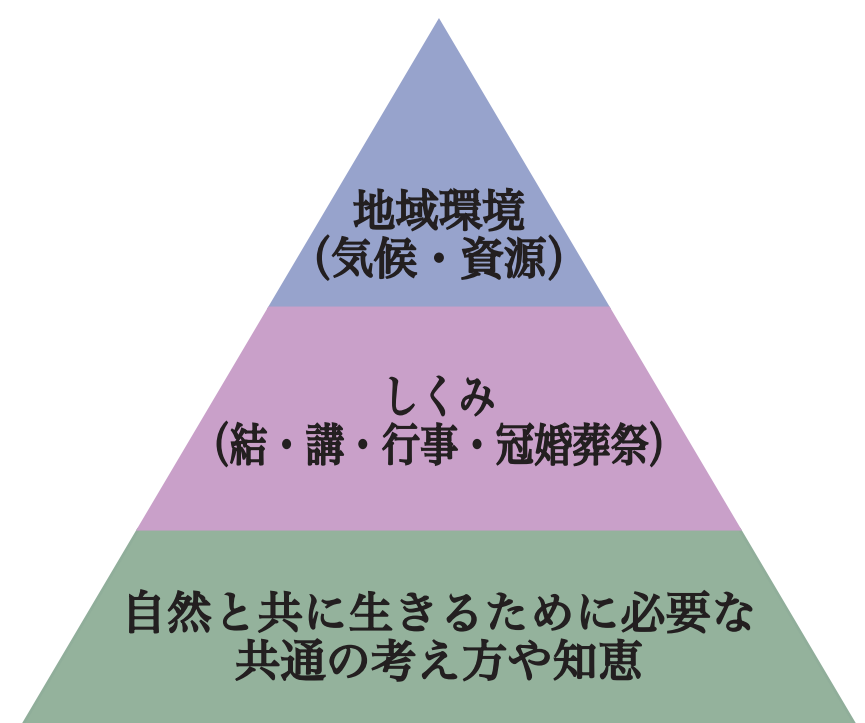 地域環境
（気候・資源）
しくみ
（結・講・行事・冠婚葬祭）
自然と共に生きるために必要な
共通の考え方や知恵